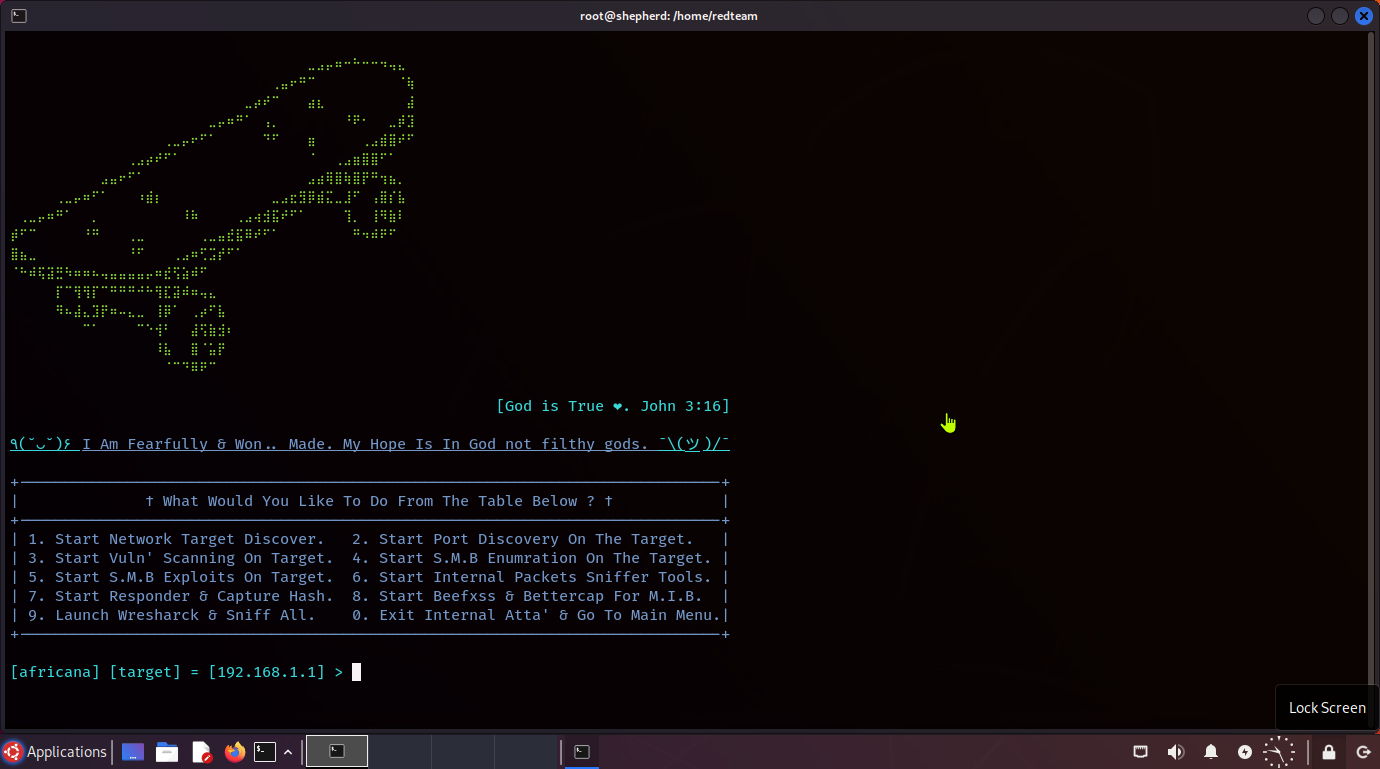 root@shepherd: /home/redteam
[God is True ❤. John 3:16]
٩(˘◡˘)۶ I Am Fearfully & Won.. Made. My Hope Is In God not filthy gods. ¯\(ツ)/¯
† What Would You Like To Do From The Table Below ? †
1. Start Network Target Discover. 2. Start Port Discovery On The Target.
3. Start Vuln' Scanning On Target. 4. Start S.M.B Enumration On The Target.
5. Start S.M.B Exploits On Target. 6. Start Internal Packets Sniffer Tools.
7. Start Responder & Capture Hash. 8. Start Beefxss & Bettercap For M.I.B.
9. Launch Wresharck & Sniff All. 0. Exit Internal Atta' & Go To Main Menu.
[africana] [target] = [192.168.1.1] >
Lock Screen
Applications